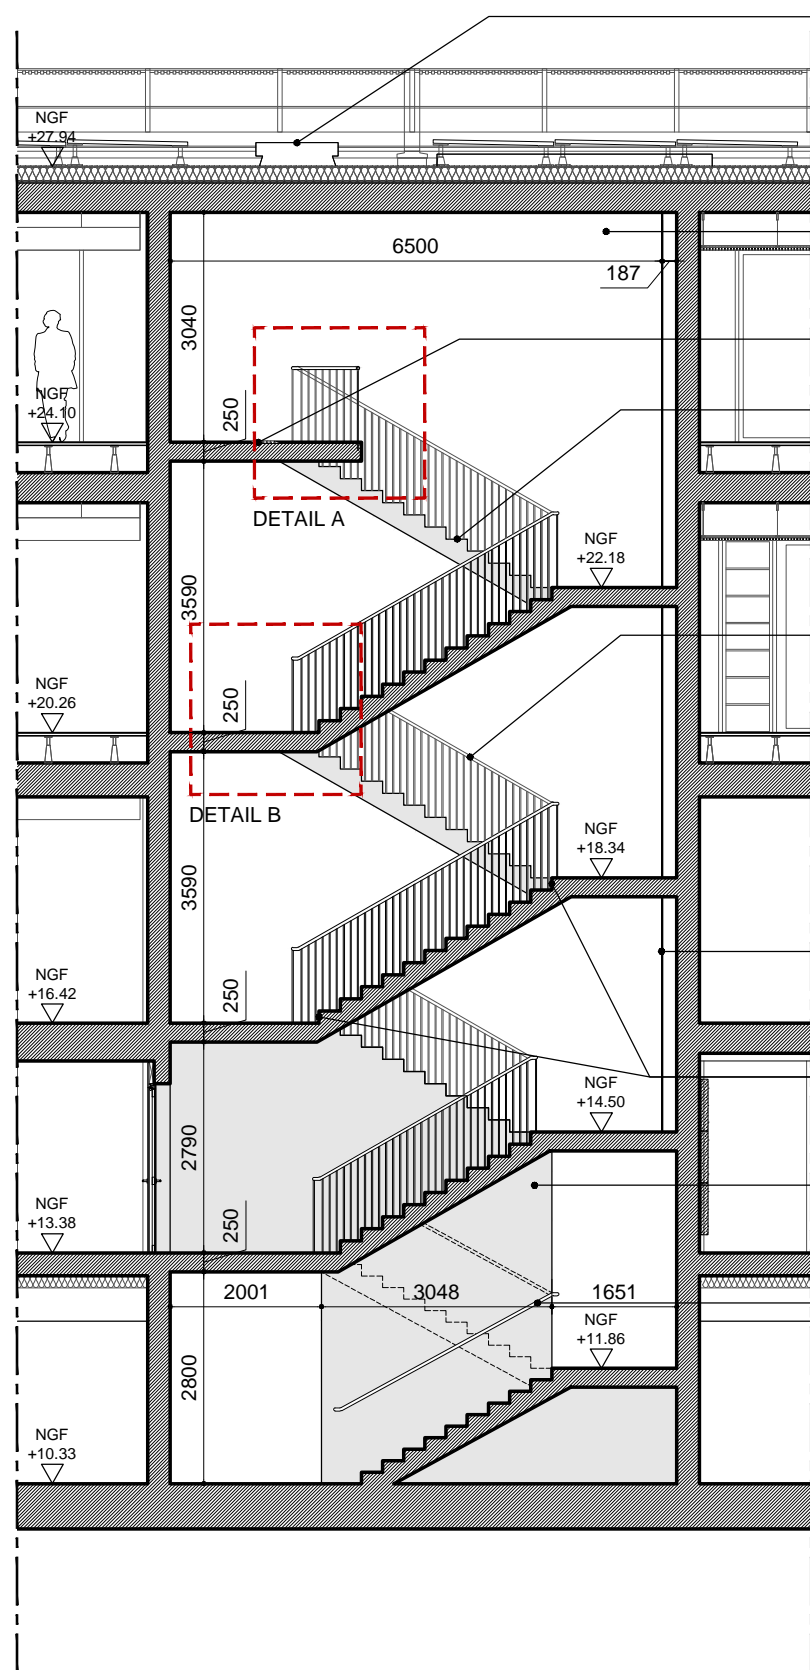 NGF
+27.94
6500
187
3040
NGF
+24.10
250
DETAIL A
NGF
+22.18
3590
NGF
+20.26
250
DETAIL B
NGF
+18.34
3590
NGF
+16.42
250
NGF
+14.50
2790
NGF
+13.38
250
2001
3048
1651
NGF
+11.86
2800
NGF
+10.33